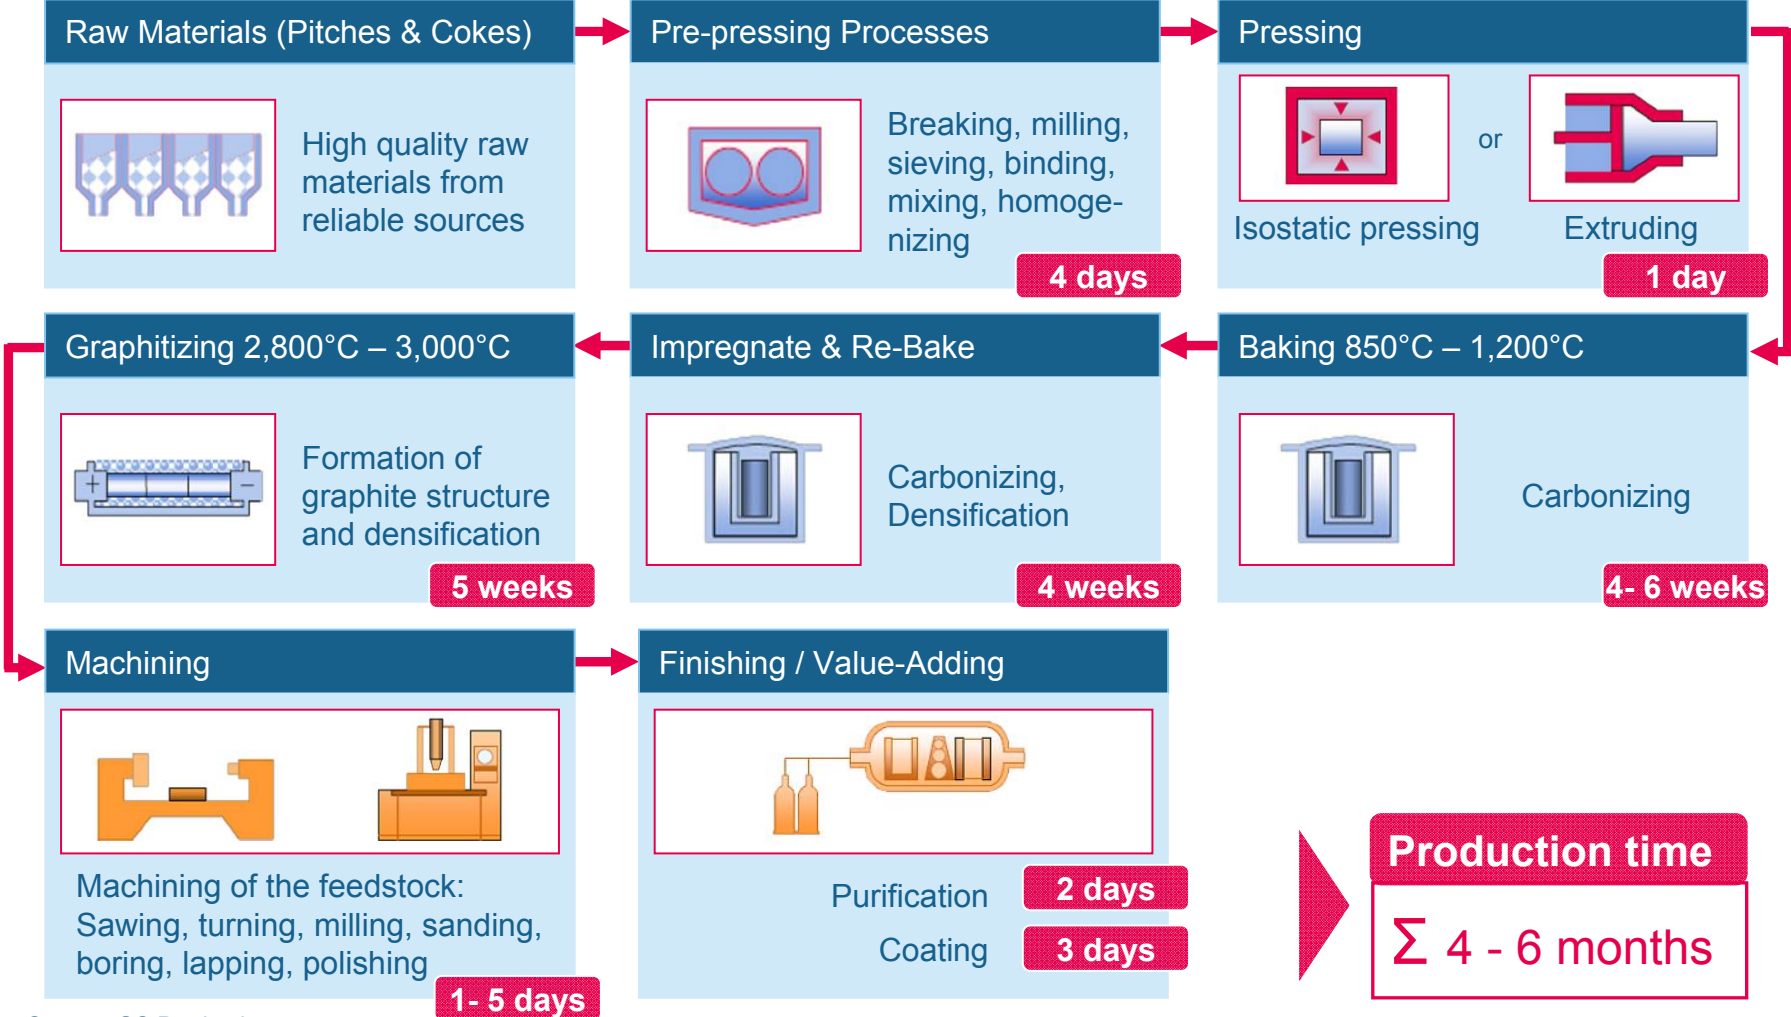 Raw Materials (Pitches & Cokes)
High quality raw
materials from
reliable sources
Pre-pressing Processes
Breaking, milling,
sieving, binding,
mixing, homoge-
nizing
4 days
Pressing
or
Isostatic pressing
Extruding
1 day
Baking 850°C – 1,200°C
Carbonizing
4- 6 weeks
Impregnate & Re-Bake
Carbonizing,
Densification
4 weeks
Graphitizing 2,800°C – 3,000°C
+
−
Formation of
graphite structure
and densification
5 weeks
Machining
Machining of the feedstock:
Sawing, turning, milling, sanding,
boring, lapping, polishing
1- 5 days
Finishing / Value-Adding
Purification
2 days
Coating
3 days
Production time
Σ 4 - 6 months